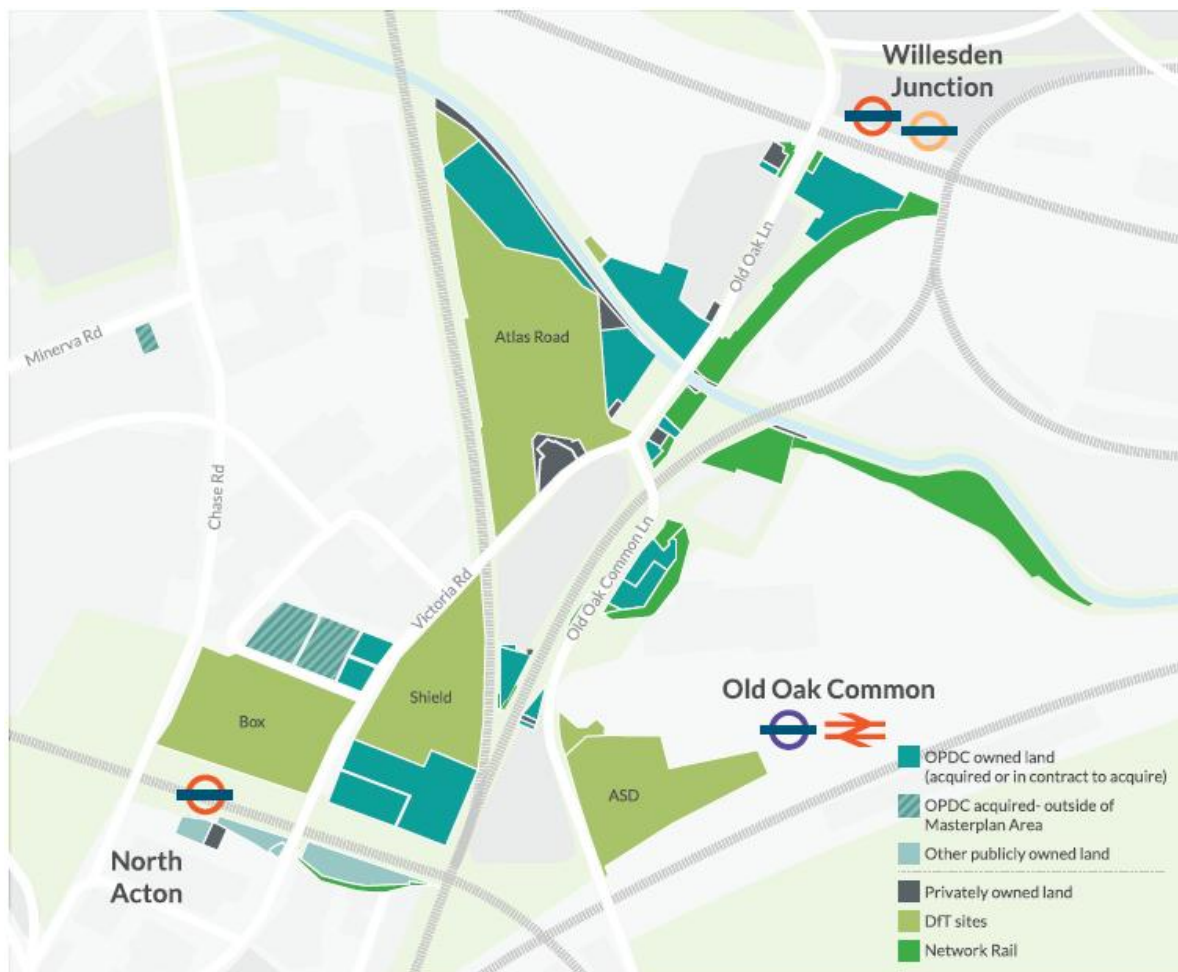 Willesden
Junction
Old Oak Ln
Atlas Road
Minerva Rd
Chase Rd
Victoria Rd
Old Oak Common Ln
Shield
Box
Old Oak Common
ASD
North
Acton
OPDC owned land
(acquired or in contract to acquire)
OPDC acquired- outside of
Masterplan Area
Other publicly owned land
Privately owned land
DfT sites
Network Rail